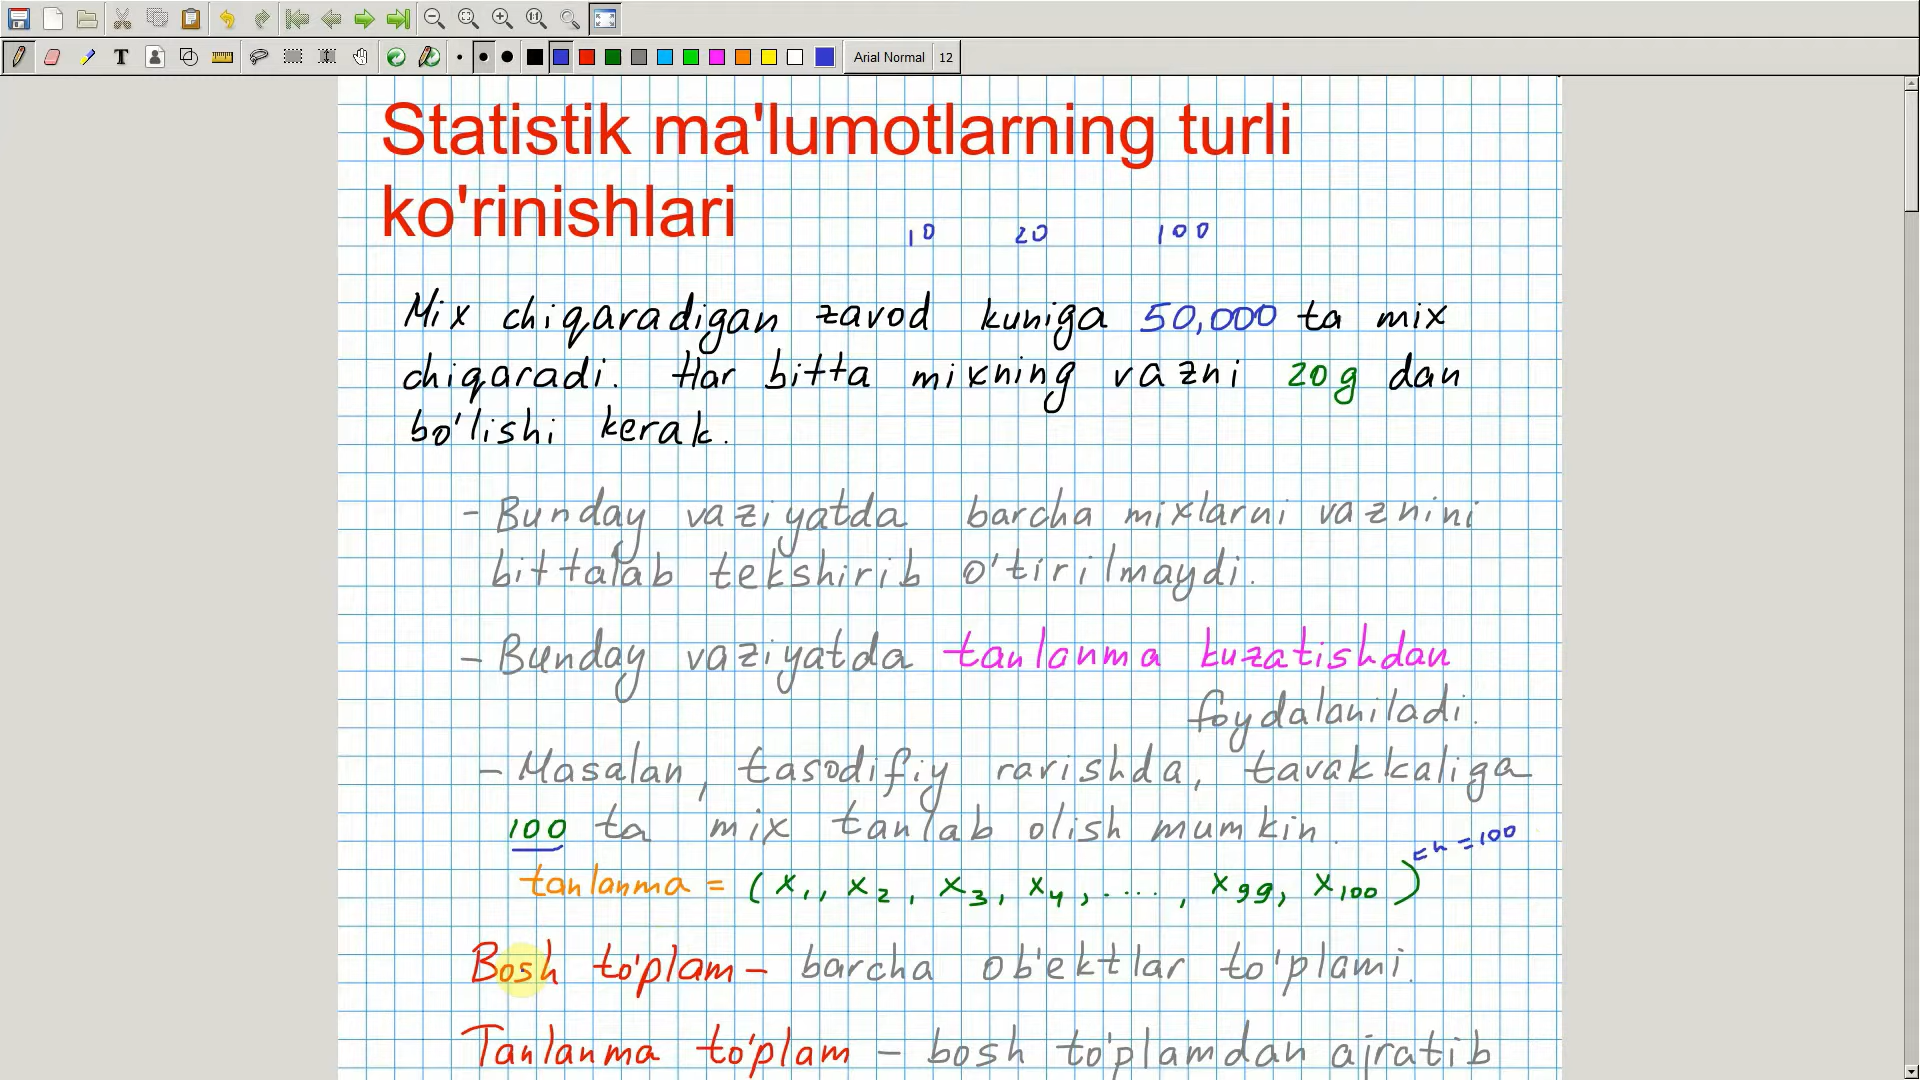 Arial Normal 12
Statistik ma'lumotlarning turli
ko'rinishlari
10 20 100
Mix chiqaradigan zavod kuniga 50,000 ta mix
chiqaradi. Har bitta mixning vazni 20g dan
bo'lishi kerak.
- Bunday vaziyatda barcha mixlarni vaznini
bittalab tekshirib o'tirilmaydi.
- Bunday vaziyatda tanlanma kuzatishdan
foydalaniladi.
- Masalan, tasodifiy ravishda, tavakkaliga
100 ta mix tanlab olish mumkin.
n = 100
tanlanma = (x₁, x₂, x₃, x₄, ...., x₉₉, x₁₀₀)
Bosh to'plam – barcha ob'ektlar to'plami.
Tanlanma to'plam – bosh to'plamdan ajratib